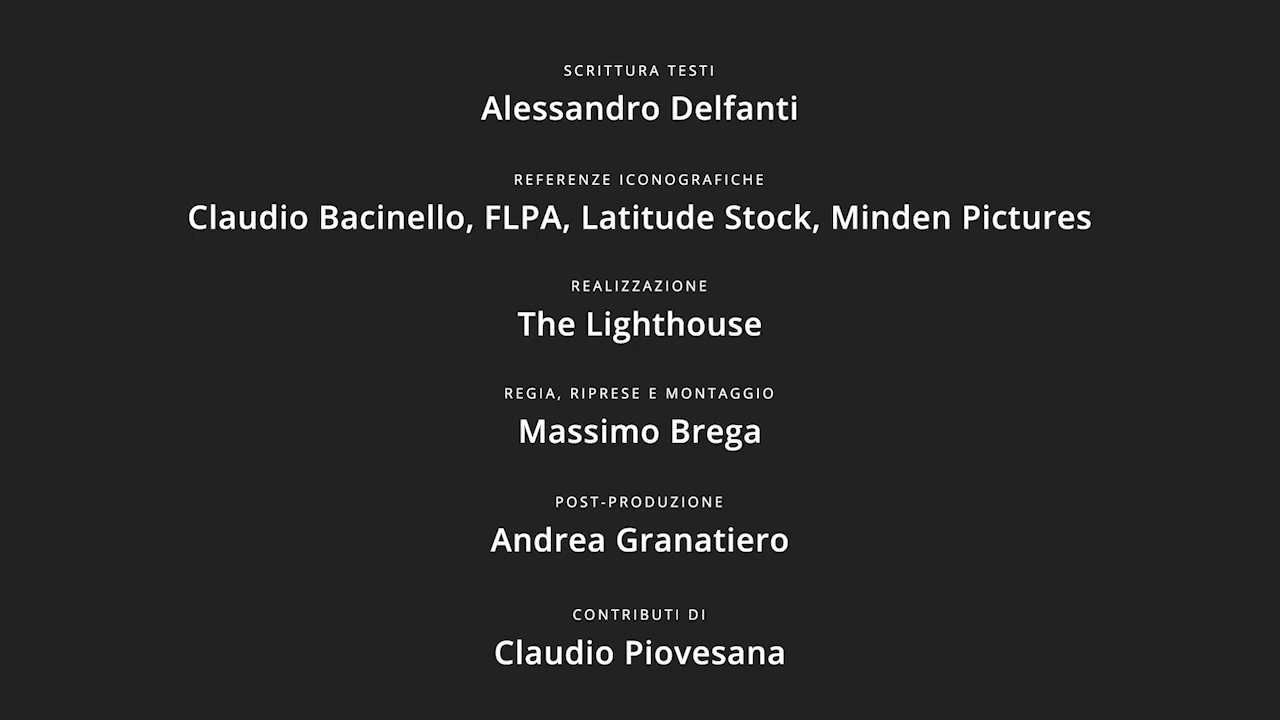 SCRITTURA TESTI
Alessandro Delfanti
REFERENZE ICONOGRAFICHE
Claudio Bacinello, FLPA, Latitude Stock, Minden Pictures
REALIZZAZIONE
The Lighthouse
REGIA, RIPRESE E MONTAGGIO
Massimo Brega
POST-PRODUZIONE
Andrea Granatiero
CONTRIBUTI DI
Claudio Piovesana